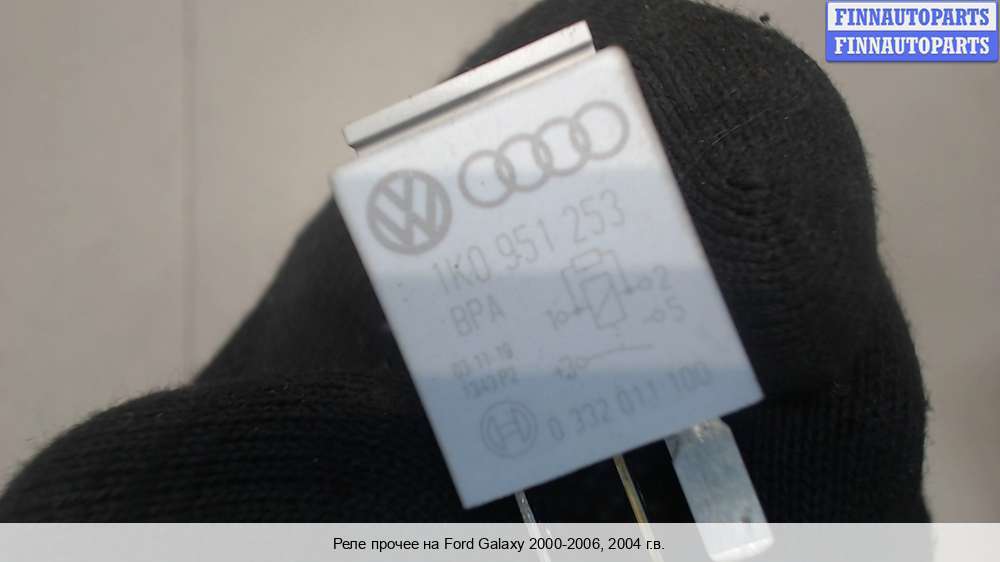 FINNAUTOPARTS
FINNAUTOPARTS
1K0 951 253
BPA
1 2
5
0 332 011 100
Реле прочее на Ford Galaxy 2000-2006, 2004 г.в.